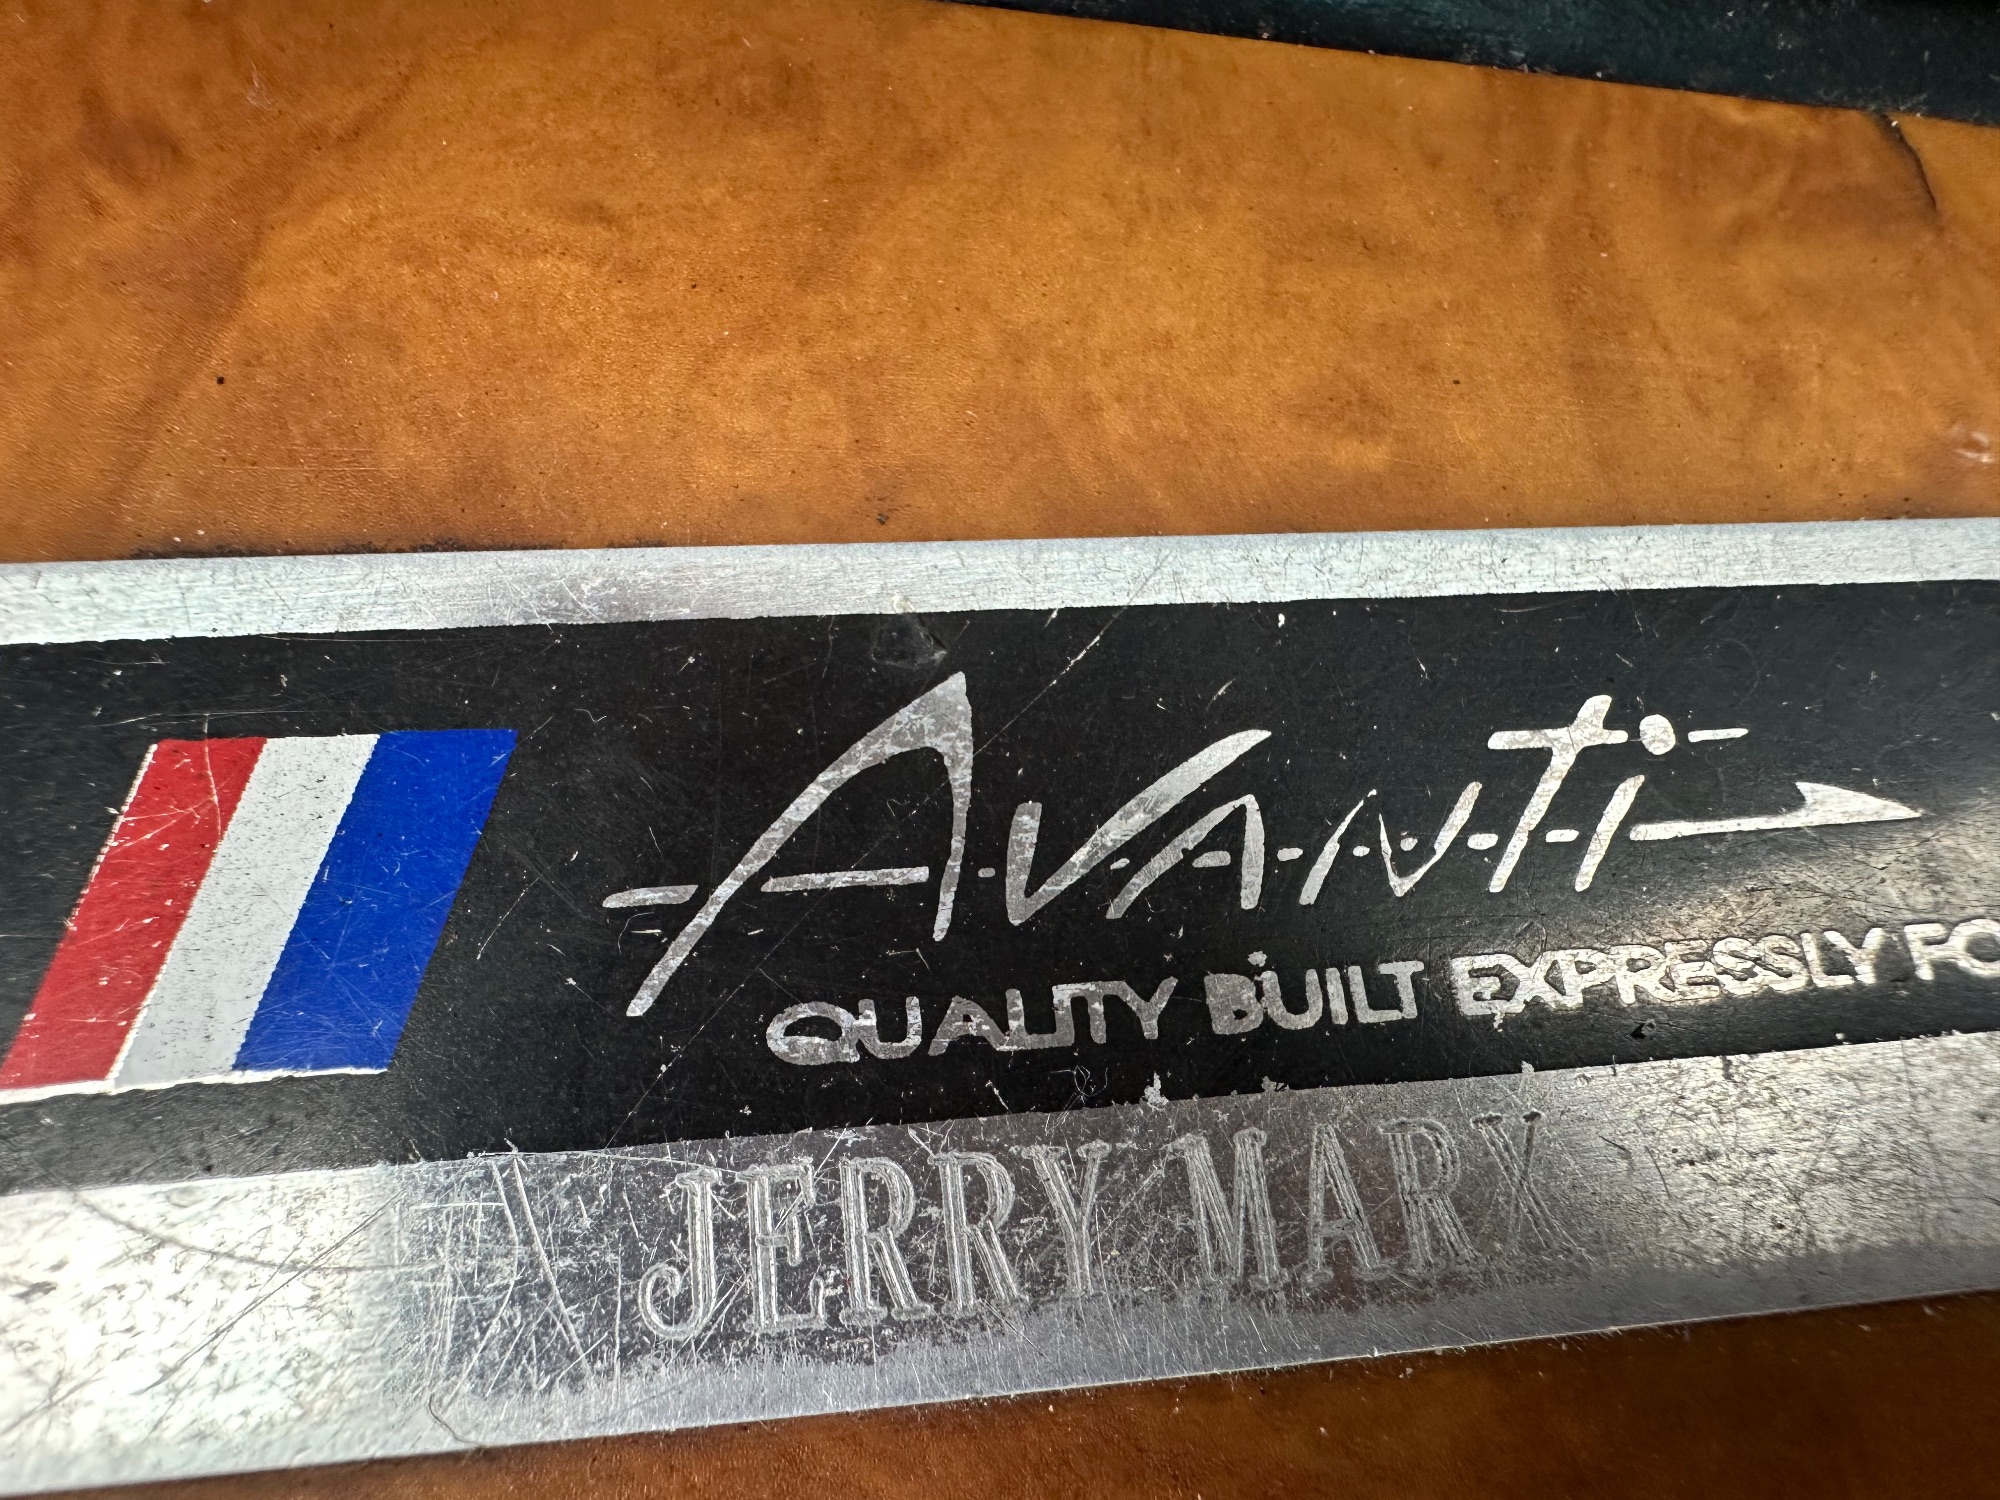 Avanti
QUALITY BUILT EXPRESSLY FO
JERRY MARX